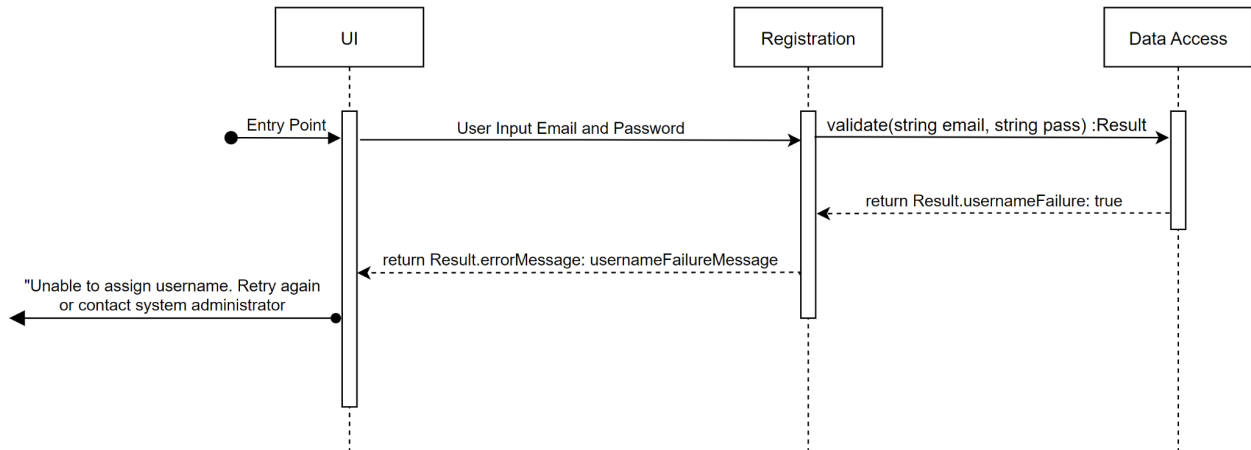 UI
Registration
Data Access
Entry Point
User Input Email and Password
validate(string email, string pass) :Result
return Result.usernameFailure: true
return Result.errorMessage: usernameFailureMessage
"Unable to assign username. Retry again
or contact system administrator